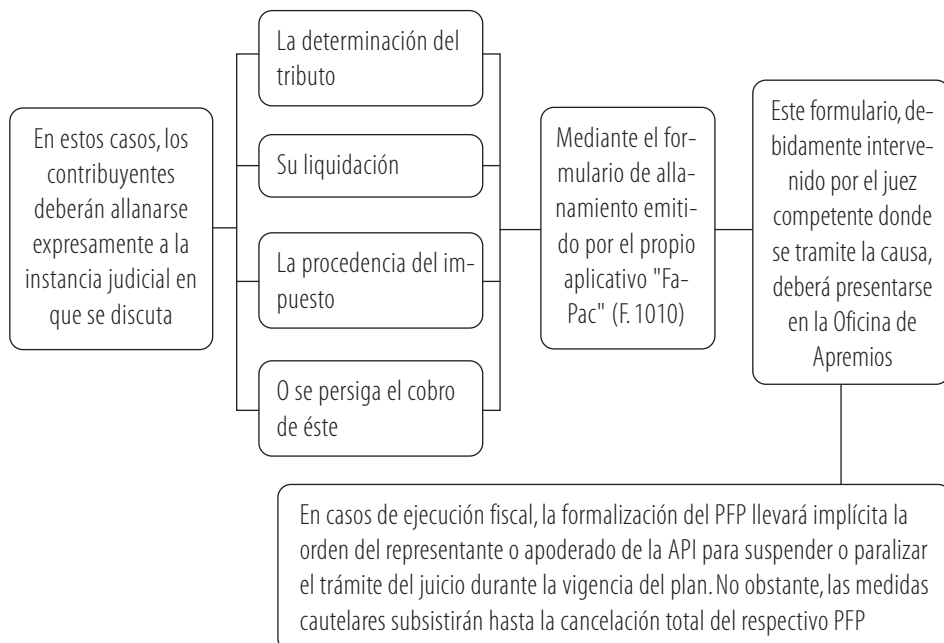 En estos casos, los
contribuyentes
deberán allanarse
expresamente a la
instancia judicial en
que se discuta
La determinación del
tributo
Su liquidación
La procedencia del im-
puesto
O se persiga el cobro
de éste
Mediante el for-
mulario de alla-
namiento emiti-
do por el propio
aplicativo "Fa-
Pac" (F. 1010)
Este formulario, de-
bidamente interve-
nido por el juez
competente donde
se tramite la causa,
deberá presentarse
en la Oficina de
Apremios
En casos de ejecución fiscal, la formalización del PFP llevará implícita la
orden del representante o apoderado de la API para suspender o paralizar
el trámite del juicio durante la vigencia del plan. No obstante, las medidas
cautelares subsistirán hasta la cancelación total del respectivo PFP